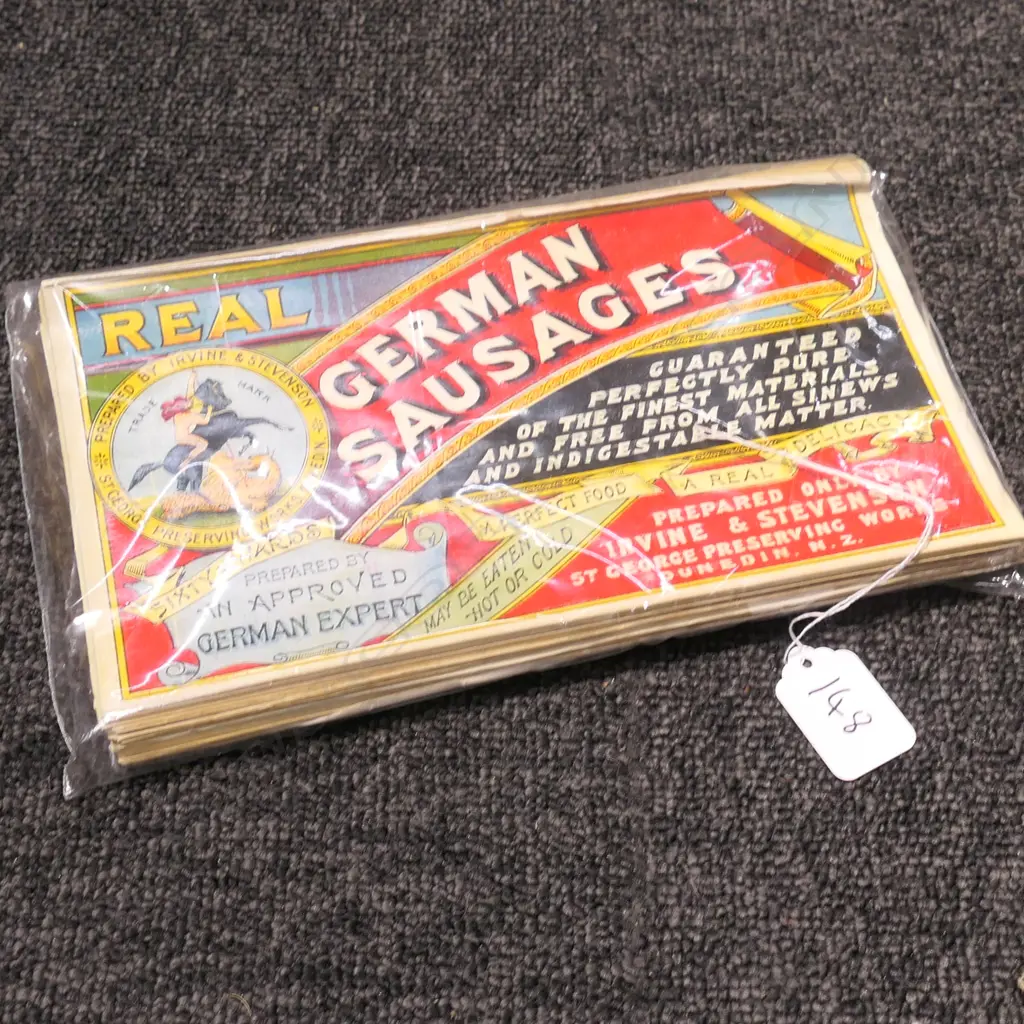 REAL
GERMAN
SAUSAGES
PREPARED BY IRVINE & STEVENSON
TRADE MARK
ST GEORGE
PRESERVING WORKS
GUARANTEED
PERFECTLY PURE
OF THE FINEST MATERIALS
AND FREE FROM ALL SINEWS
AND INDIGESTABLE MATTER.
A PERFECT FOOD
A REAL DELICACY
PREPARED ONLY BY
IRVINE & STEVENSON
ST GEORGE PRESERVING WORKS
DUNEDIN. N. Z.
MAY BE EATEN
HOT OR COLD
PREPARED BY
AN APPROVED
GERMAN EXPERT
148